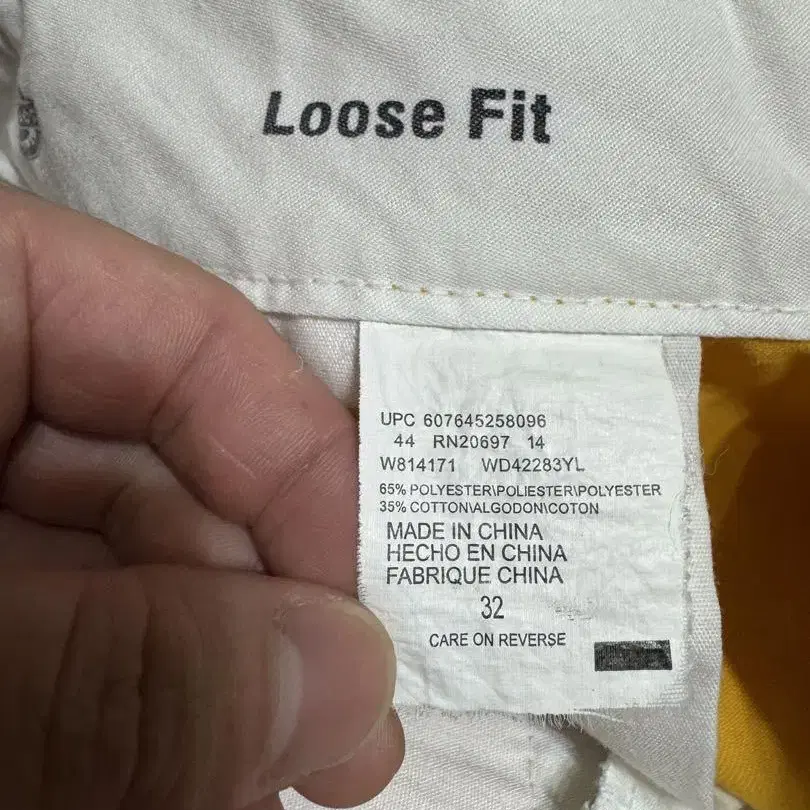 Loose Fit
UPC 607645258096
44 RN20697 14
W814171 WD42283YL
65% POLYESTER\POLIESTER\POLYESTER
35% COTTON\ALGODON\COTON
MADE IN CHINA
HECHO EN CHINA
FABRIQUE CHINA
32
CARE ON REVERSE